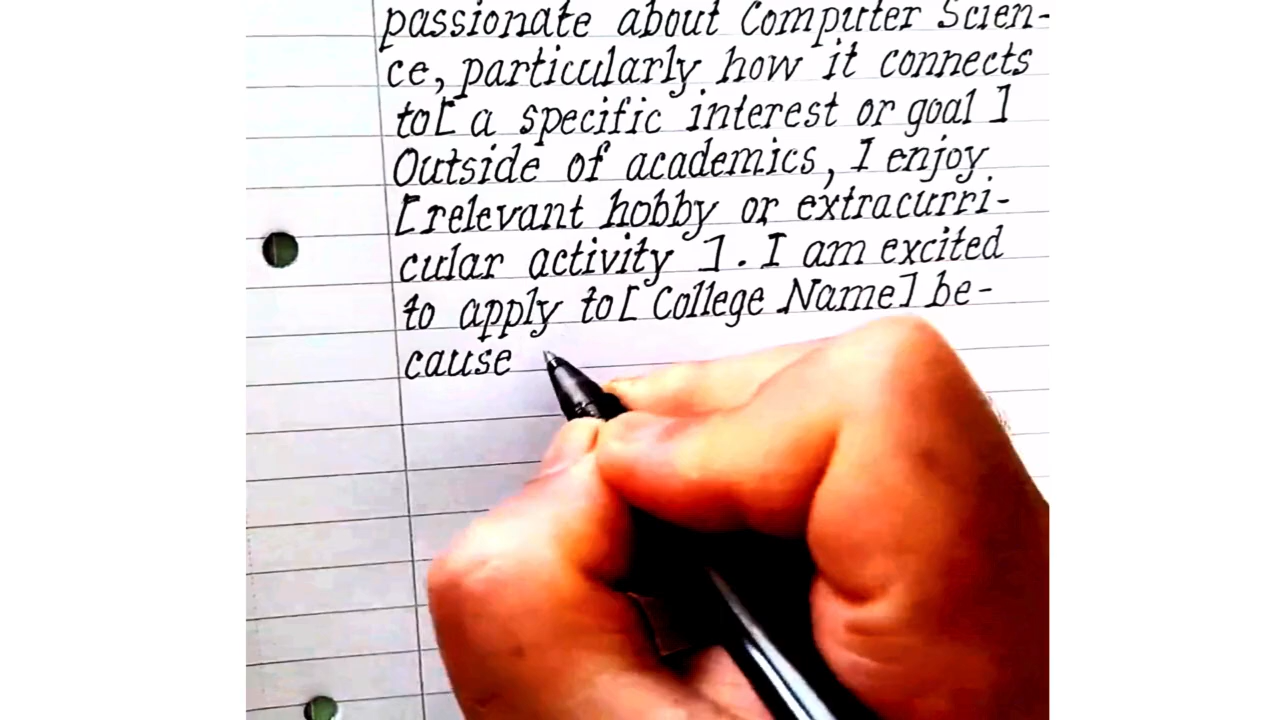 passionate about Computer Scien-
ce, particularly how it connects
to [ a specific interest or goal ]
Outside of academics, I enjoy
[ relevant hobby or extracurri-
cular activity ]. I am excited
to apply to [ College Name ] be-
cause